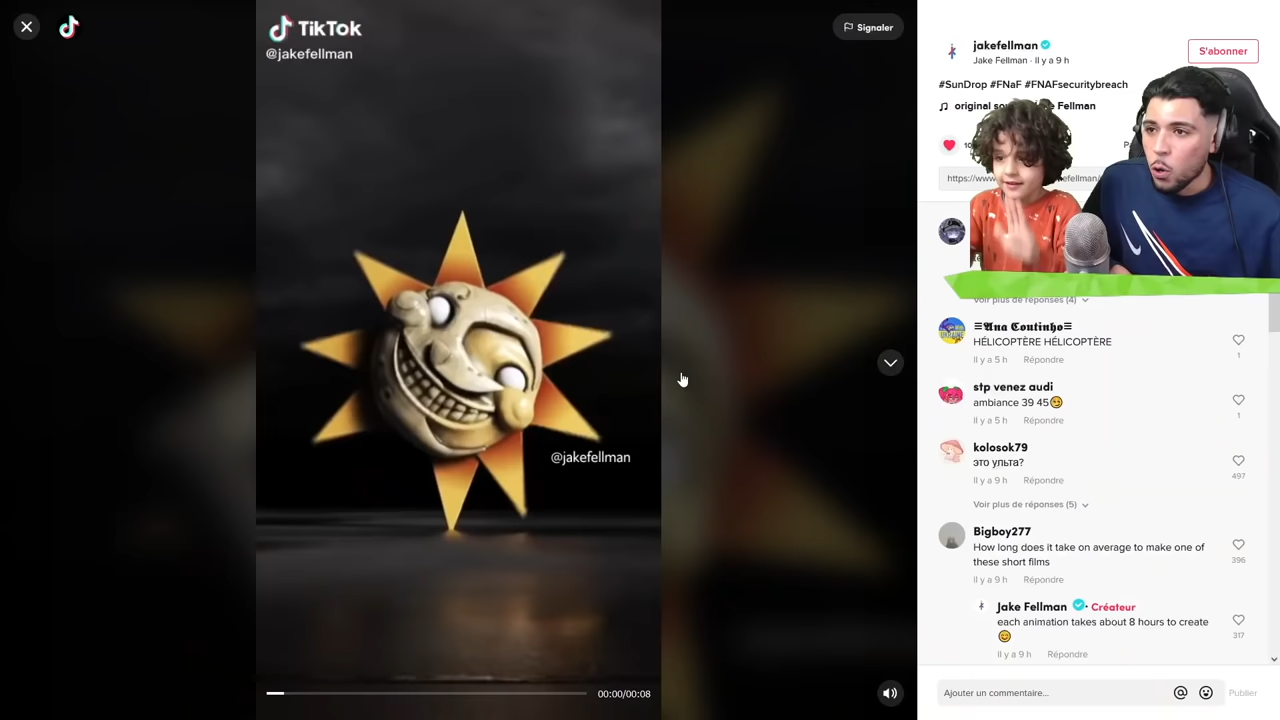 TikTok
@jakefellman
Signaler
@jakefellman
00:00/00:08
jakefellman
Jake Fellman · Il y a 9 h
S'abonner
#SunDrop #FNaF #FNAFsecuritybreach
original Fellman
https://www
Voir plus de réponses (4)
≡𝕬𝖓𝖆 𝕮𝖔𝖚𝖙𝖎𝖓𝖍𝖔≡
HÉLICOPTÈRE HÉLICOPTÈRE
1
Il y a 5 h Répondre
stp venez audi
ambiance 39 45😏
1
Il y a 5 h Répondre
kolosok79
это ульта?
497
Il y a 9 h Répondre
Voir plus de réponses (5)
Bigboy277
How long does it take on average to make one of
these short films
396
Il y a 9 h Répondre
Jake Fellman · Créateur
each animation takes about 8 hours to create
😊
317
Il y a 9 h Répondre
Ajouter un commentaire...
Publier